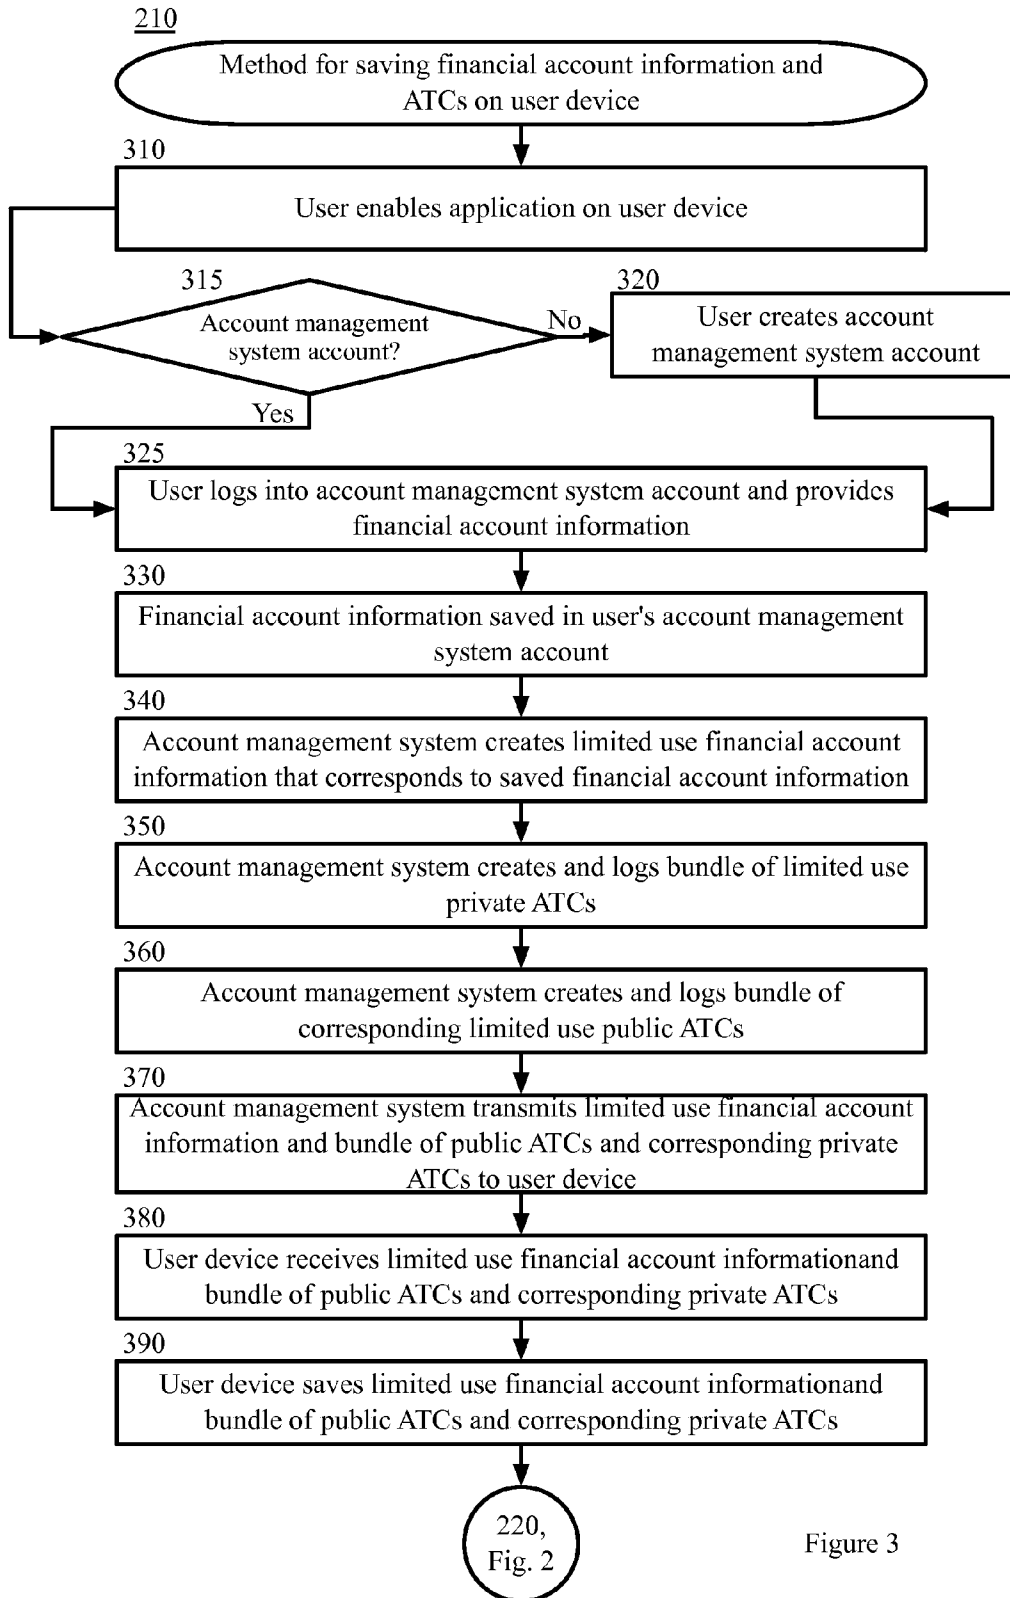 210
Method for saving financial account information and
ATCs on user device
310
User enables application on user device
315
Account management
system account?
No
320
User creates account
management system account
Yes
325
User logs into account management system account and provides
financial account information
330
Financial account information saved in user's account management
system account
340
Account management system creates limited use financial account
information that corresponds to saved financial account information
350
Account management system creates and logs bundle of limited use
private ATCs
360
Account management system creates and logs bundle of
corresponding limited use public ATCs
370
Account management system transmits limited use financial account
information and bundle of public ATCs and corresponding private
ATCs to user device
380
User device receives limited use financial account informationand
bundle of public ATCs and corresponding private ATCs
390
User device saves limited use financial account informationand
bundle of public ATCs and corresponding private ATCs
220,
Fig. 2
Figure 3